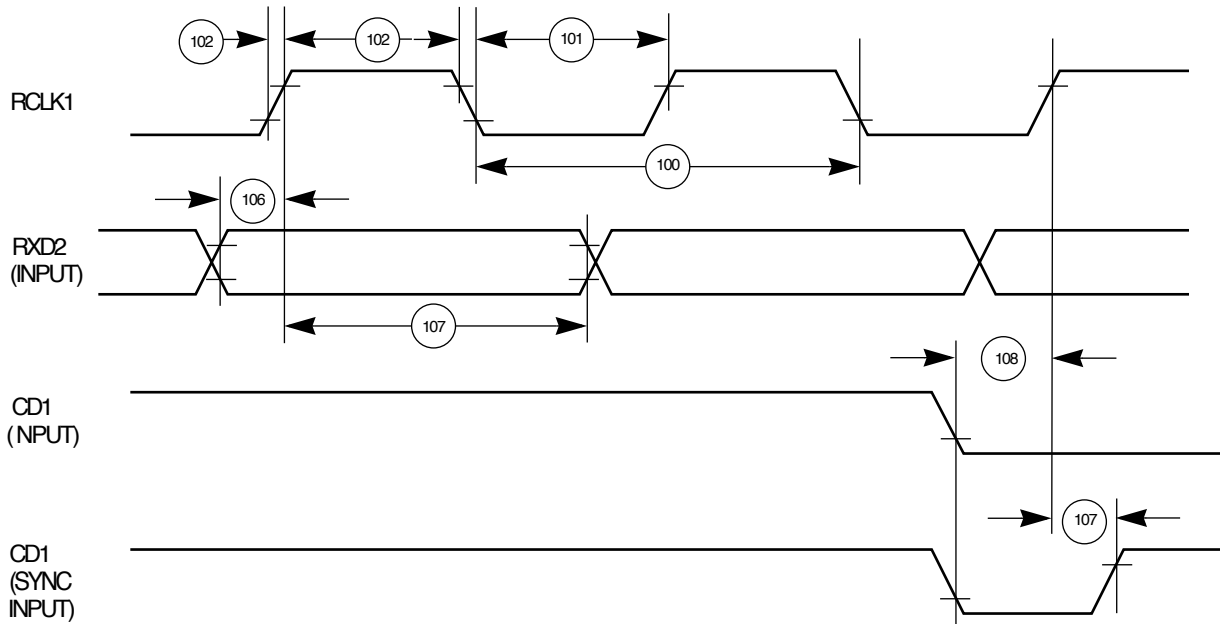 102
102
101
RCLK1
100
106
RXD2
(INPUT)
107
108
CD1
( NPUT)
107
CD1
(SYNC
INPUT)